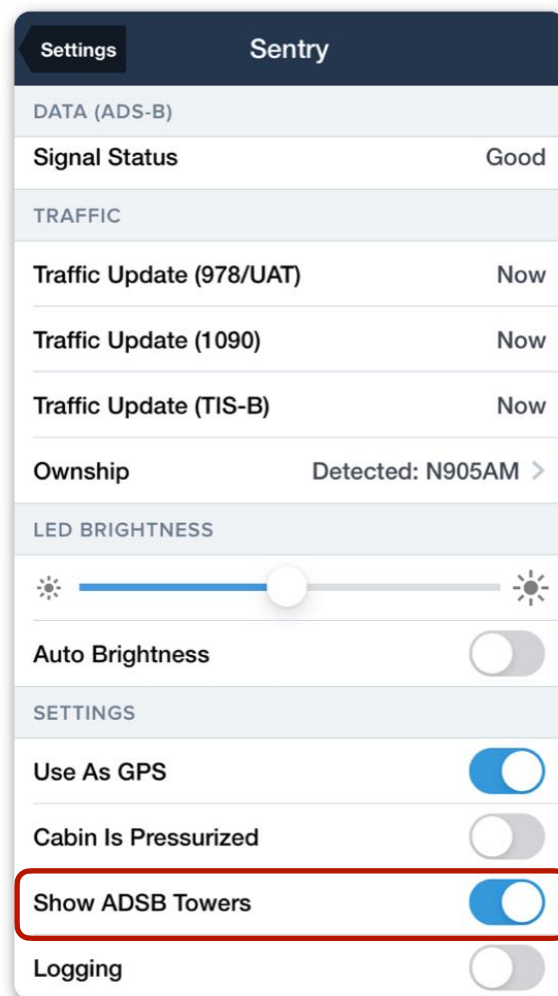 Settings
Sentry
DATA (ADS-B)
Signal Status Good
TRAFFIC
Traffic Update (978/UAT) Now
Traffic Update (1090) Now
Traffic Update (TIS-B) Now
Ownship Detected: N905AM >
LED BRIGHTNESS
Auto Brightness
SETTINGS
Use As GPS
Cabin Is Pressurized
Show ADSB Towers
Logging